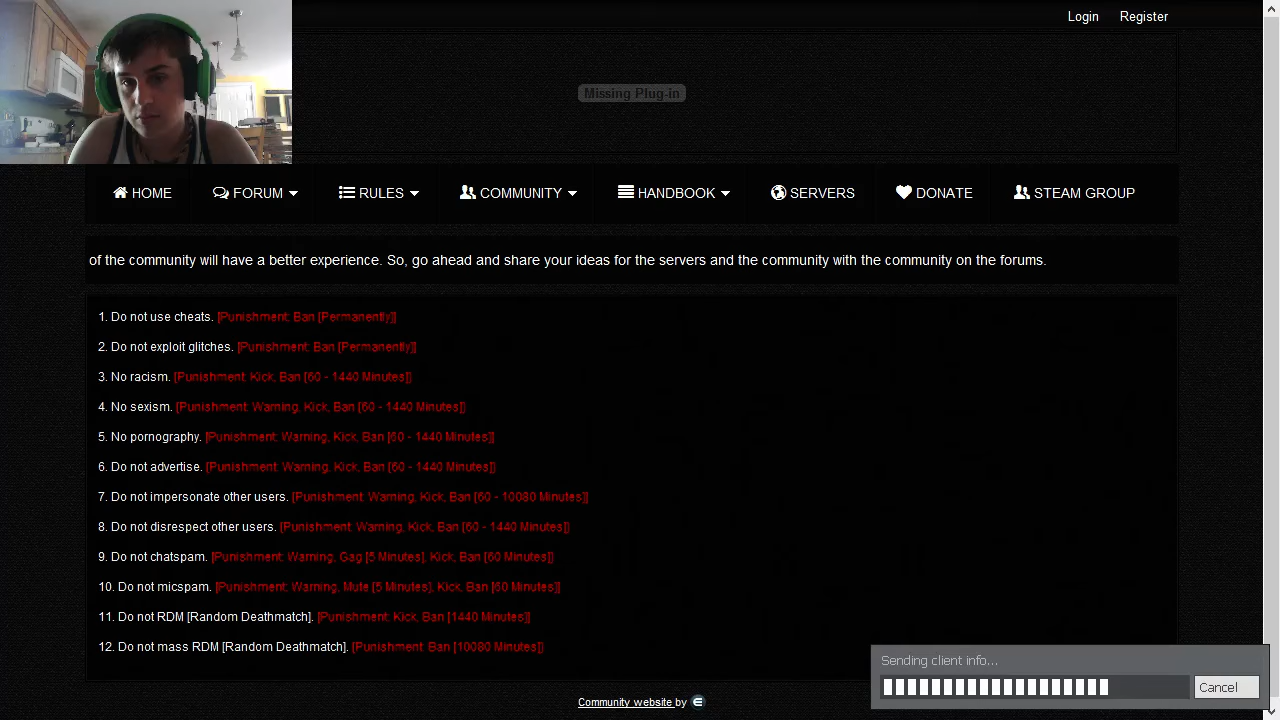 Login Register
Missing Plug-in
HOME FORUM RULES COMMUNITY HANDBOOK SERVERS DONATE STEAM GROUP
of the community will have a better experience. So, go ahead and share your ideas for the servers and the community with the community on the forums.
1. Do not use cheats. [Punishment: Ban [Permanently]]
2. Do not exploit glitches. [Punishment: Ban [Permanently]]
3. No racism. [Punishment: Kick, Ban [60 - 1440 Minutes]]
4. No sexism. [Punishment: Warning, Kick, Ban [60 - 1440 Minutes]]
5. No pornography. [Punishment: Warning, Kick, Ban [60 - 1440 Minutes]]
6. Do not advertise. [Punishment: Warning, Kick, Ban [60 - 1440 Minutes]]
7. Do not impersonate other users. [Punishment: Warning, Kick, Ban [60 - 10080 Minutes]]
8. Do not disrespect other users. [Punishment: Warning, Kick, Ban [60 - 1440 Minutes]]
9. Do not chatspam. [Punishment: Warning, Gag [5 Minutes], Kick, Ban [60 Minutes]]
10. Do not micspam. [Punishment: Warning, Mute [5 Minutes], Kick, Ban [60 Minutes]]
11. Do not RDM [Random Deathmatch]. [Punishment: Kick, Ban [1440 Minutes]]
12. Do not mass RDM [Random Deathmatch]. [Punishment: Ban [10080 Minutes]]
Sending client info...
Cancel
Community website by